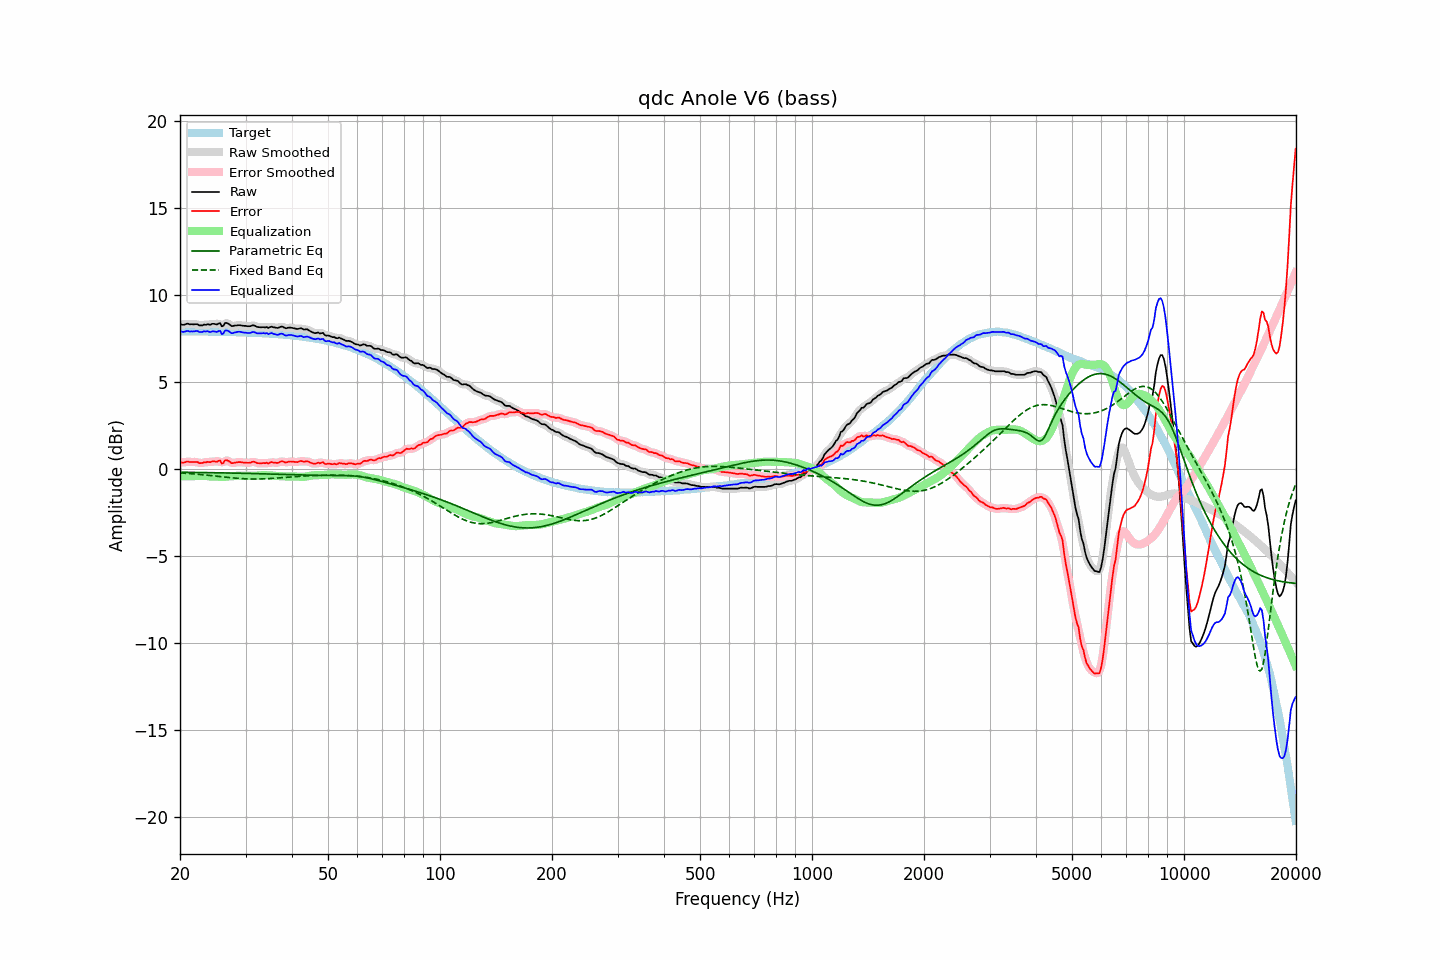 qdc Anole V6 (bass)
20
15
10
5
0
−5
−10
−15
−20
Amplitude (dBr)
Target
Raw Smoothed
Error Smoothed
Raw
Error
Equalization
Parametric Eq
Fixed Band Eq
Equalized
20 50 100 200 500 1000 2000 5000 10000 20000
Frequency (Hz)